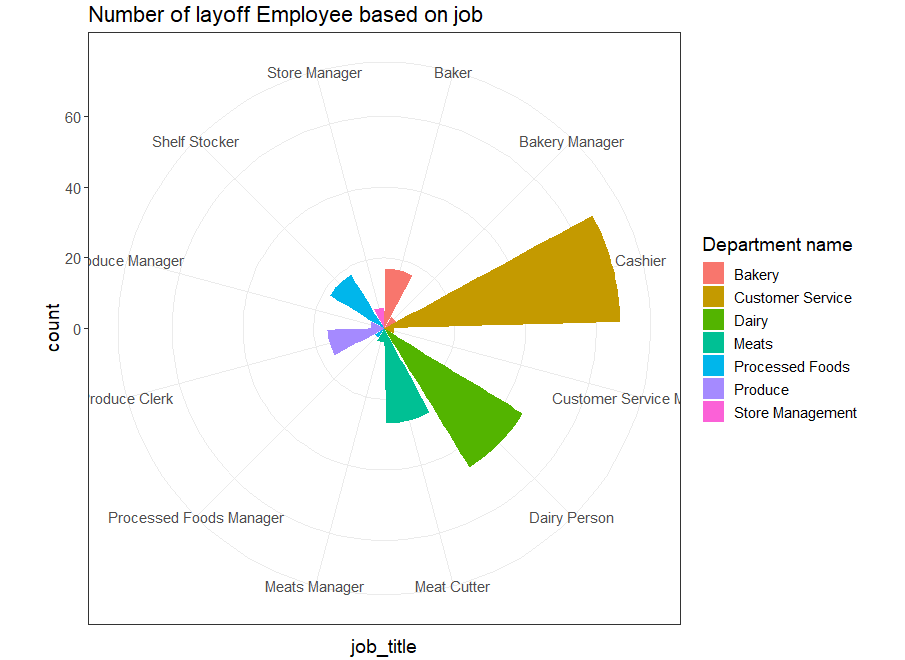 Number of layoff Employee based on job
Store Manager
Baker
60
Shelf Stocker
Bakery Manager
40
20
duce Manager
Cashier
0
count
roduce Clerk
Customer Service M
Processed Foods Manager
Dairy Person
Meats Manager
Meat Cutter
job_title
Department name
Bakery
Customer Service
Dairy
Meats
Processed Foods
Produce
Store Management